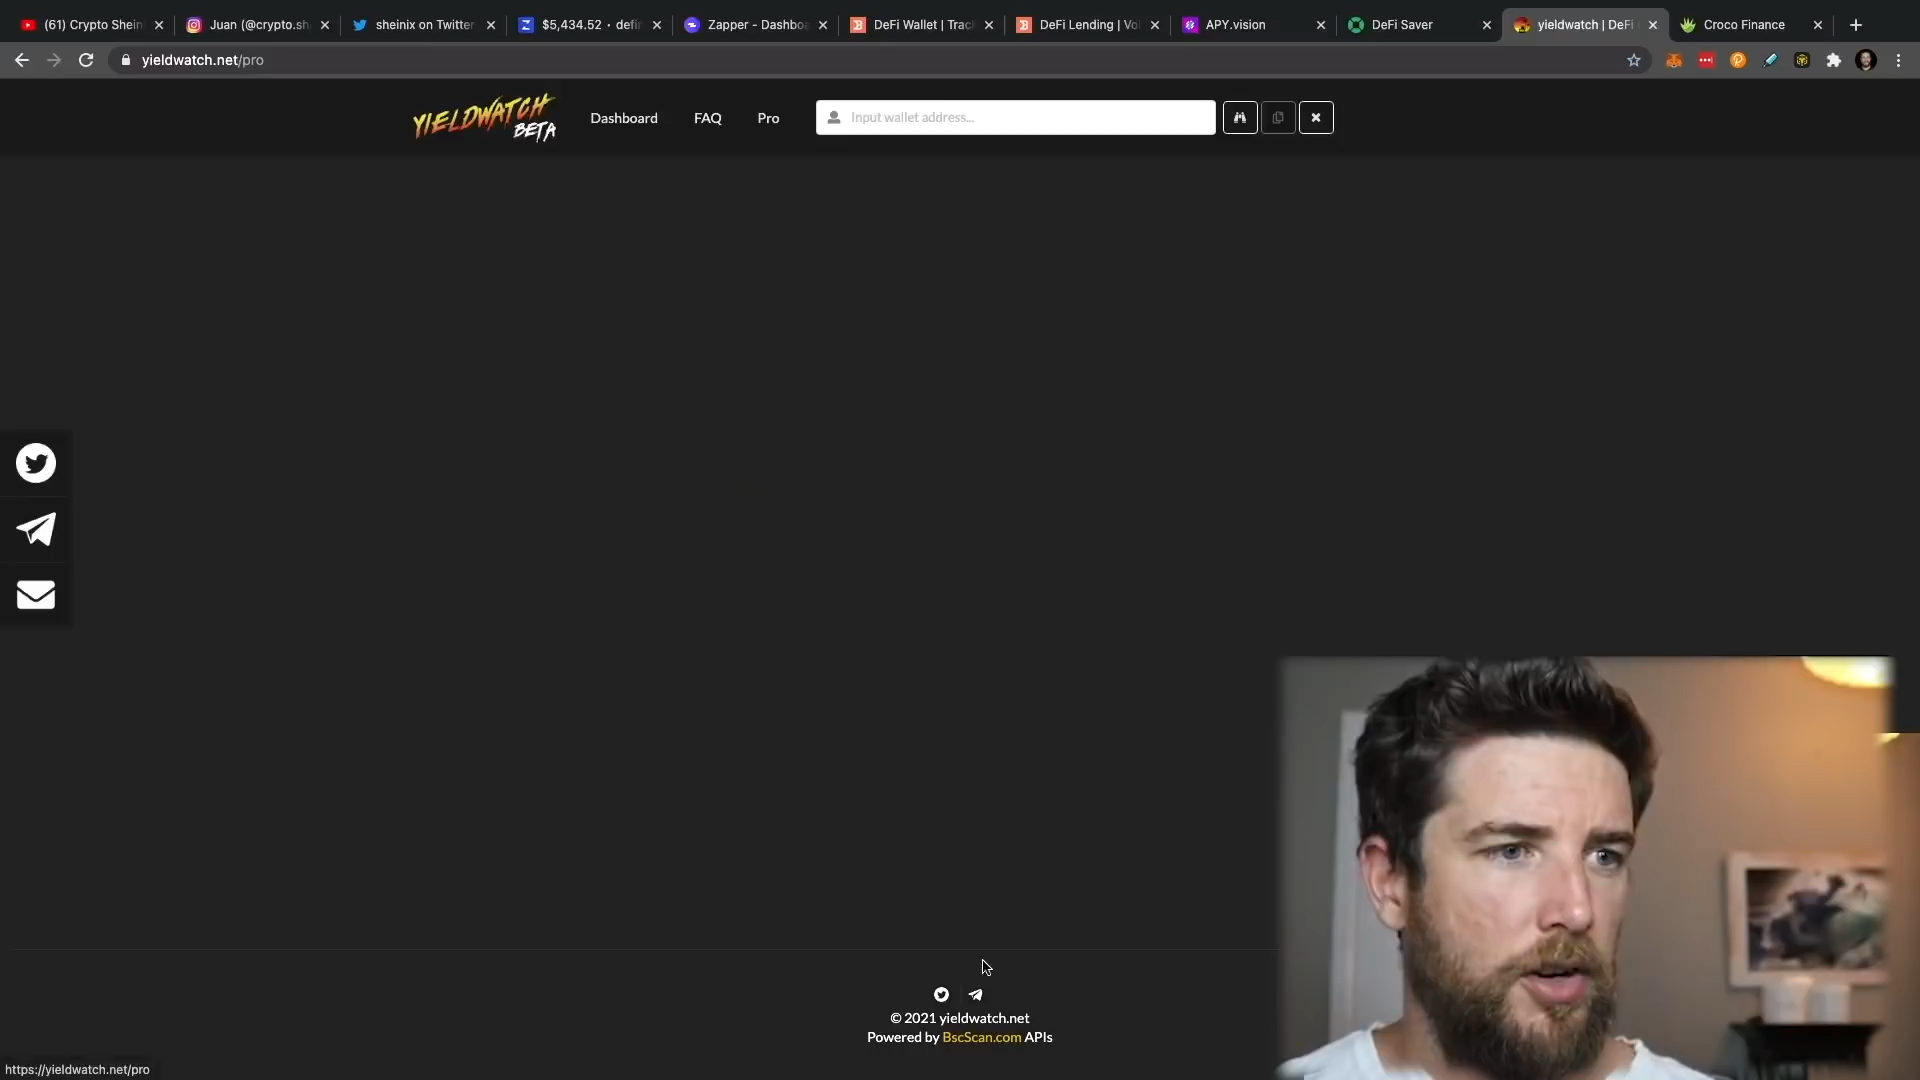 (61) Crypto Shein
Juan (@crypto.sh
sheinix on Twitter
$5,434.52 · defi
Zapper - Dashboa
DeFi Wallet | Trac
DeFi Lending | Vo
APY.vision
DeFi Saver
yieldwatch | DeFi
Croco Finance
yieldwatch.net/pro
YIELDWATCH
BETA
Dashboard
FAQ
Pro
Input wallet address...
© 2021 yieldwatch.net
Powered by BscScan.com APIs
https://yieldwatch.net/pro